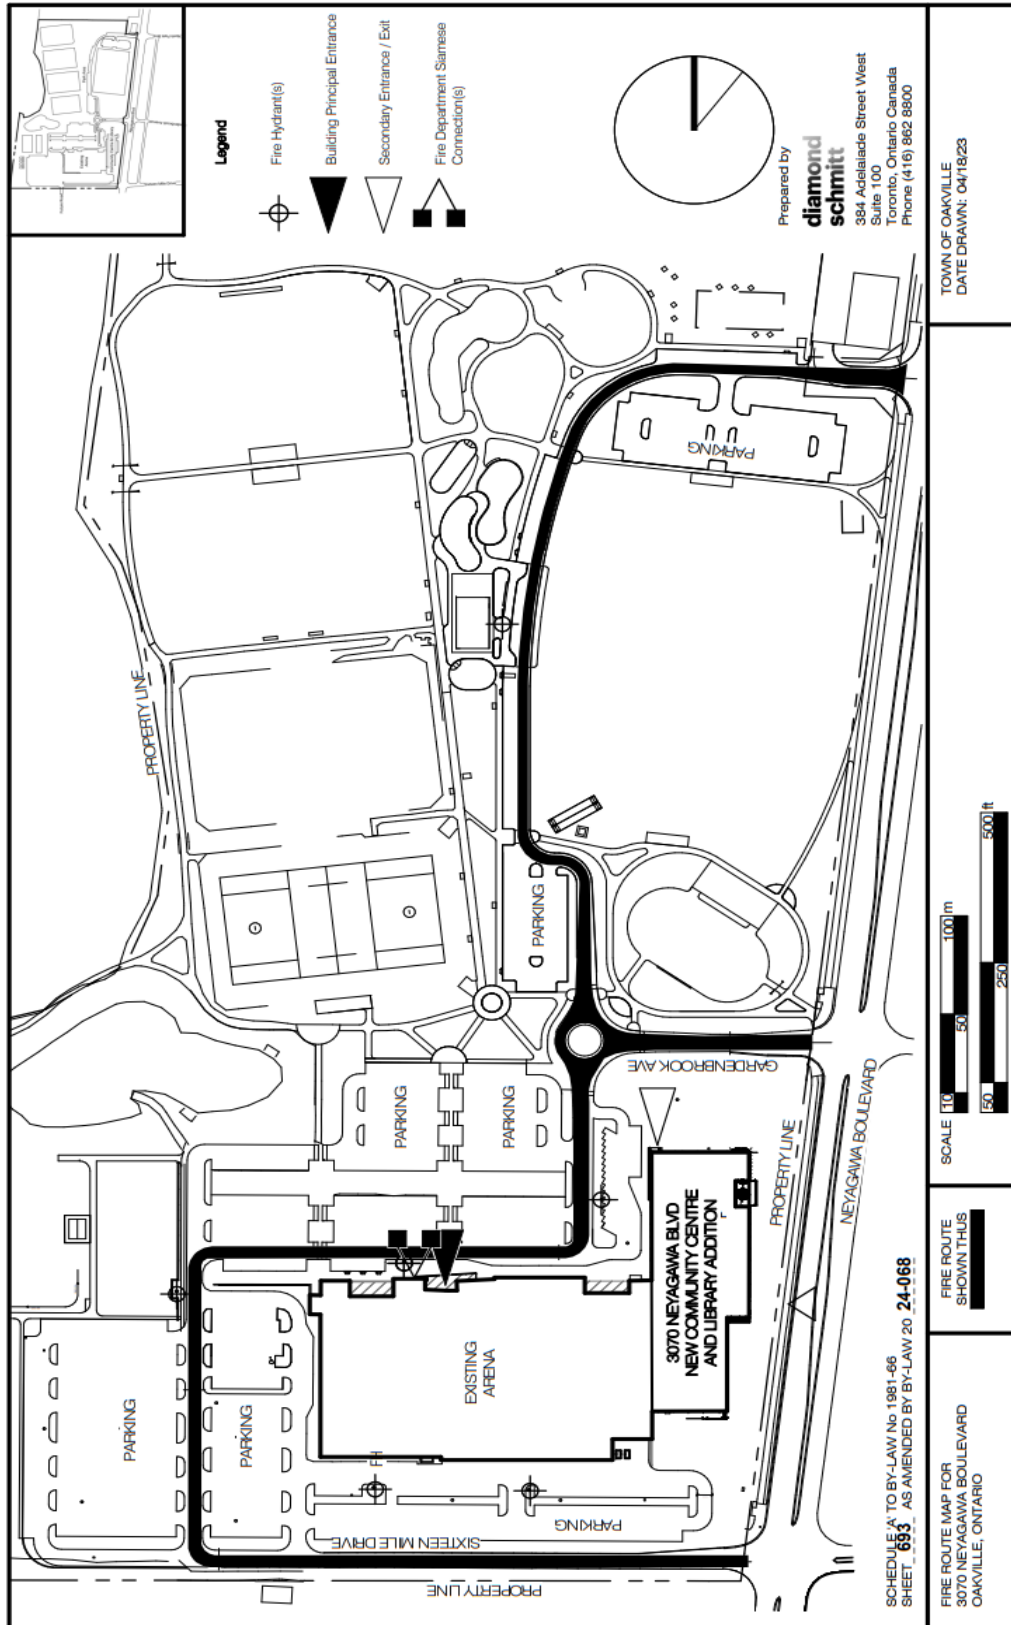 Legend
Fire Hydrant(s)
Building Principal Entrance
Secondary Entrance / Exit
Fire Department Siamese
Connection(s)
Prepared by
diamond
schmitt
384 Adelaiade Street West
Suite 100
Toronto, Ontario Canada
Phone (416) 862 8800
PROPERTY LINE
PARKING
PARKING
PARKING
PARKING
GARDENBROOK AVE
PARKING
PARKING
EXISTING
ARENA
3070 NEYAGAWA BLVD
NEW COMMUNITY CENTRE
AND LIBRARY ADDITION
FH
PARKING
SIXTEEN MILE DRIVE
PROPERTY LINE
PROPERTY LINE
NEYAGAWA BOULEVARD
SCHEDULE 'A' TO BY-LAW No 1981-66
SHEET 693 AS AMENDED BY BY-LAW 20 24-068
FIRE ROUTE MAP FOR
3070 NEYAGAWA BOULEVARD
OAKVILLE, ONTARIO
FIRE ROUTE
SHOWN THUS
SCALE
10 50 100 m
50 250 500 ft
TOWN OF OAKVILLE
DATE DRAWN: 04/18/23